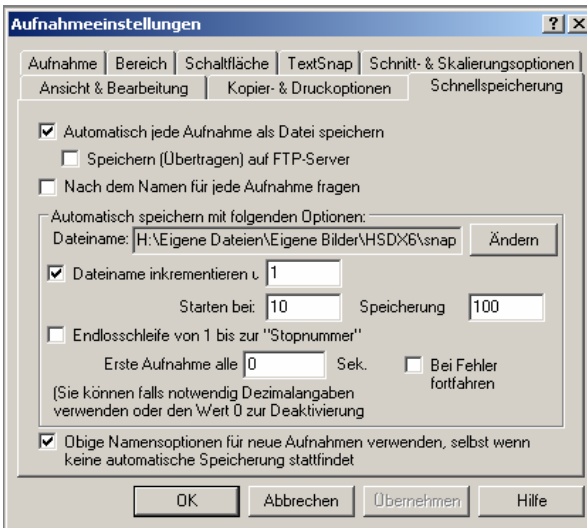 Aufnahmeeinstellungen
Aufnahme Bereich Schaltfläche TextSnap Schnitt- & Skalierungsoptionen
Ansicht & Bearbeitung Kopier- & Druckoptionen Schnellspeicherung
Automatisch jede Aufnahme als Datei speichern
Speichern (Übertragen) auf FTP-Server
Nach dem Namen für jede Aufnahme fragen
Automatisch speichern mit folgenden Optionen:
Dateiname: H:\Eigene Dateien\Eigene Bilder\HSDX6\snap Ändern
Dateiname inkrementieren u 1
Starten bei: 10 Speicherung 100
Endlosschleife von 1 bis zur "Stopnummer"
Erste Aufnahme alle 0 Sek. Bei Fehler
fortfahren
(Sie können falls notwendig Dezimalangaben
verwenden oder den Wert 0 zur Deaktivierung
Obige Namensoptionen für neue Aufnahmen verwenden, selbst wenn
keine automatische Speicherung stattfindet
OK Abbrechen Übernehmen Hilfe